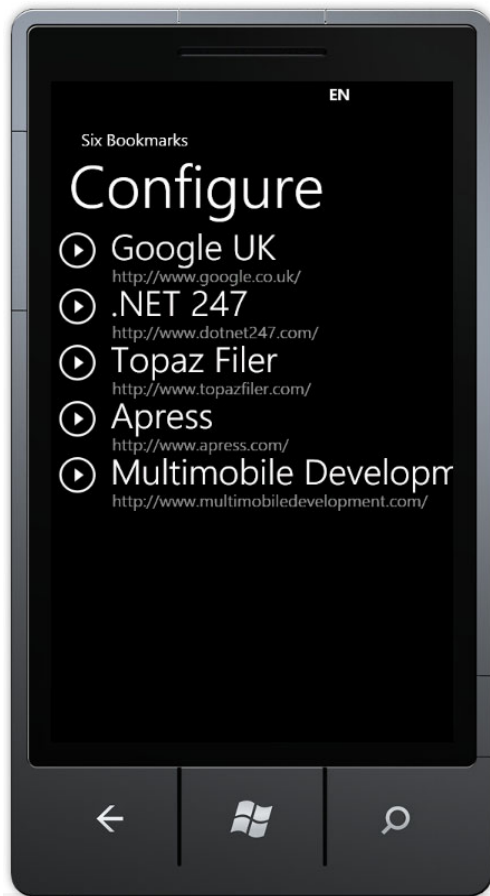 EN
Six Bookmarks
Configure
Google UK
http://www.google.co.uk/
.NET 247
http://www.dotnet247.com/
Topaz Filer
http://www.topazfiler.com/
Apress
http://www.apress.com/
Multimobile Developm
http://www.multimobiledevelopment.com/